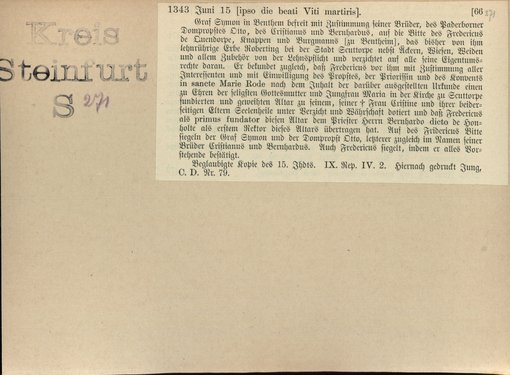 Kreis
Steinfurt
S 271
1343 Juni 15 [ipso die beati Viti martiris]. [66 271
Graf Symon in Benthem befreit mit Zustimmung seiner Brüder, des Paderborner
Dompropstes Otto, des Cristianus und Bernhardus, auf die Bitte des Fredericus
de Quendorpe, Knappen und Burgmanns [zu Bentheim], das bisher von ihm
lehnrührige Erbe Roberting bei der Stadt Scuttorpe nebst Äckern, Wiesen, Weiden
und allem Zubehör von der Lehnspflicht und verzichtet auf alle seine Eigentums-
rechte daran. Er bekundet zugleich, daß Fredericus vor ihm mit Zustimmung aller
Interessenten und mit Einwilligung des Propstes, der Priorissin und des Konvents
in sancte Marie Rode nach dem Inhalt der darüber ausgestellten Urkunde einen
zu Ehren der seligsten Gottesmutter und Jungfrau Maria in der Kirche zu Scuttorpe
fundierten und geweihten Altar zu seinem, seiner † Frau Cristine und ihrer beider-
seitigen Eltern Seelenheile unter Verzicht und Währschaft dotiert und daß Fredericus
als primus fundator diesen Altar dem Priester Herrn Bernhardo dicto de Hon-
holte als erstem Rektor dieses Altars übertragen hat. Auf des Fridericus Bitte
siegeln der Graf Symon und der Dompropst Otto, letzterer zugleich im Namen seiner
Brüder Cristianus und Bernhardus. Auch Fredericus siegelt, indem er alles Vor-
stehende bestätigt.
Beglaubigte Kopie des 15. Jhdts. IX. Rep. IV. 2. Hiernach gedruckt Jung,
C. D. Nr. 79.